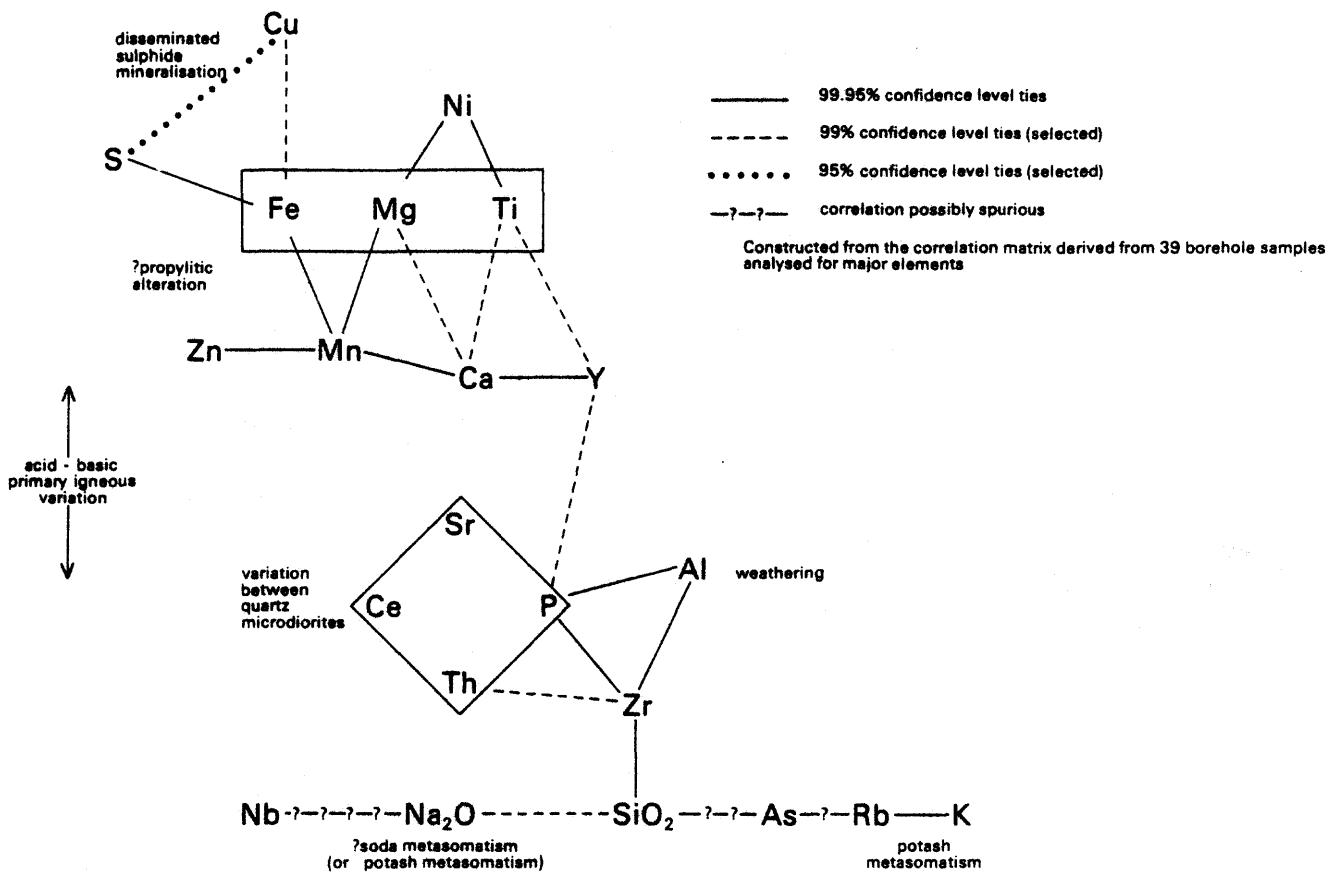 Cu
disseminated
sulphide
mineralisation
Ni
S
Fe Mg Ti
?propylitic
alteration
Zn Mn
Ca Y
99.95% confidence level ties
99% confidence level ties (selected)
95% confidence level ties (selected)
—?—?— correlation possibly spurious
Constructed from the correlation matrix derived from 39 borehole samples
analysed for major elements
acid - basic
primary igneous
variation
Sr
variation
between
quartz
microdiorites
Ce P
Al weathering
Th
Zr
Nb -?—?—?—?— Na₂O ------- SiO₂ —?—?— As —?— Rb —— K
?soda metasomatism
(or potash metasomatism)
potash
metasomatism